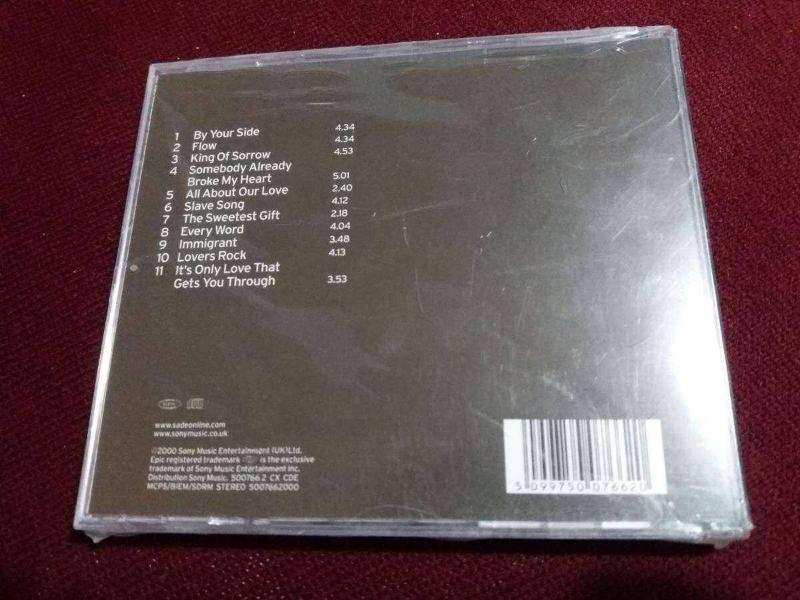 1 By Your Side 4.34
2 Flow 4.34
3 King Of Sorrow 4.53
4 Somebody Already
Broke My Heart 5.01
5 All About Our Love 2.40
6 Slave Song 4.12
7 The Sweetest Gift 2.18
8 Every Word 4.04
9 Immigrant 3.48
10 Lovers Rock 4.13
11 It's Only Love That
Gets You Through 3.53
www.sadeonline.com
www.sonymusic.co.uk
©2000 Sony Music Entertainment (UK)Ltd.
Epic registered trademark is the exclusive
trademark of Sony Music Entertainment Inc.
Distribution Sony Music. 500766 2 CX CDE
MCPS/BIEM/SDRM STEREO 5007662000
5 099750 076620